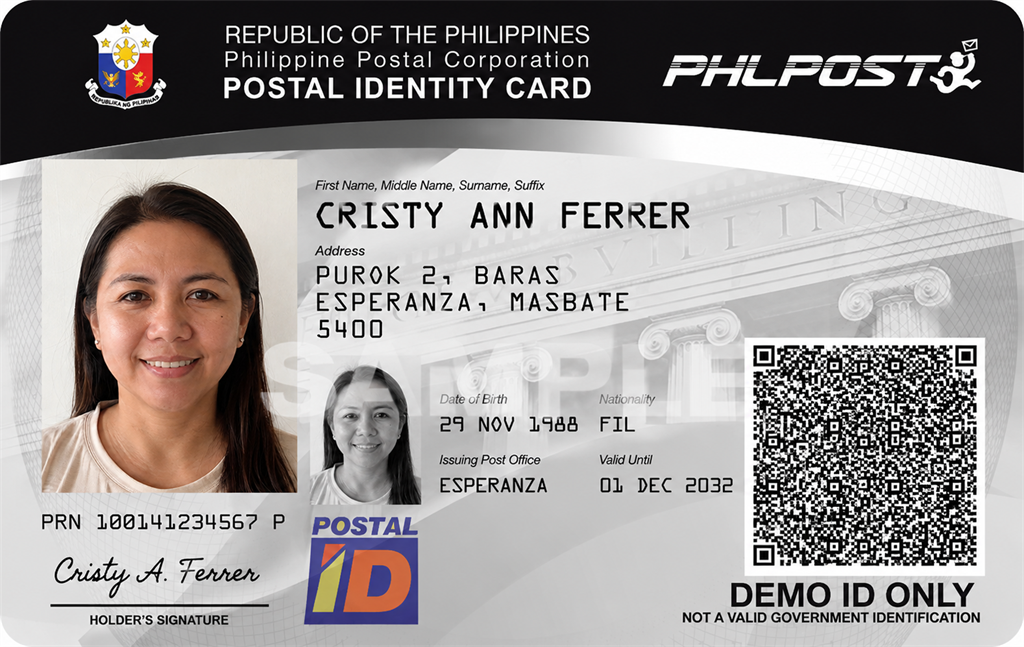 REPUBLIC OF THE PHILIPPINES
Philippine Postal Corporation
POSTAL IDENTITY CARD
PHLPOST
REPUBLIKA NG PILIPINAS
First Name, Middle Name, Surname, Suffix
CRISTY ANN FERRER
Address
PUROK 2, BARAS
ESPERANZA, MASBATE
5400
SAMPLE
Date of Birth
Nationality
29 NOV 1988
FIL
Issuing Post Office
Valid Until
ESPERANZA
01 DEC 2032
PRN 100141234567 P
Cristy A. Ferrer
HOLDER'S SIGNATURE
POSTAL
iD
DEMO ID ONLY
NOT A VALID GOVERNMENT IDENTIFICATION